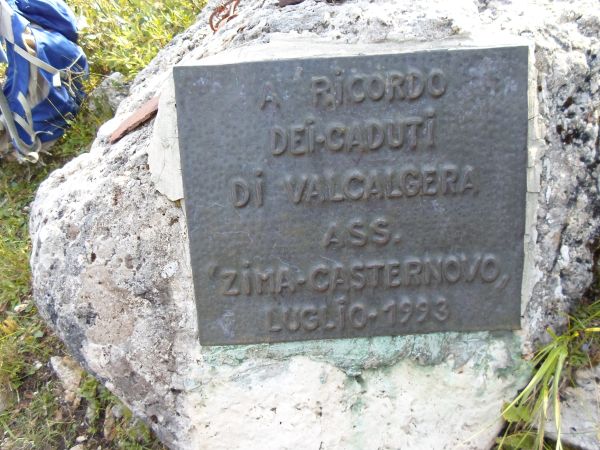 A RICORDO
DEI·CADUTI
DI VALCALGERA
ASS.
"ZIMA-CASTERNOVO"
LUGLIO·1993